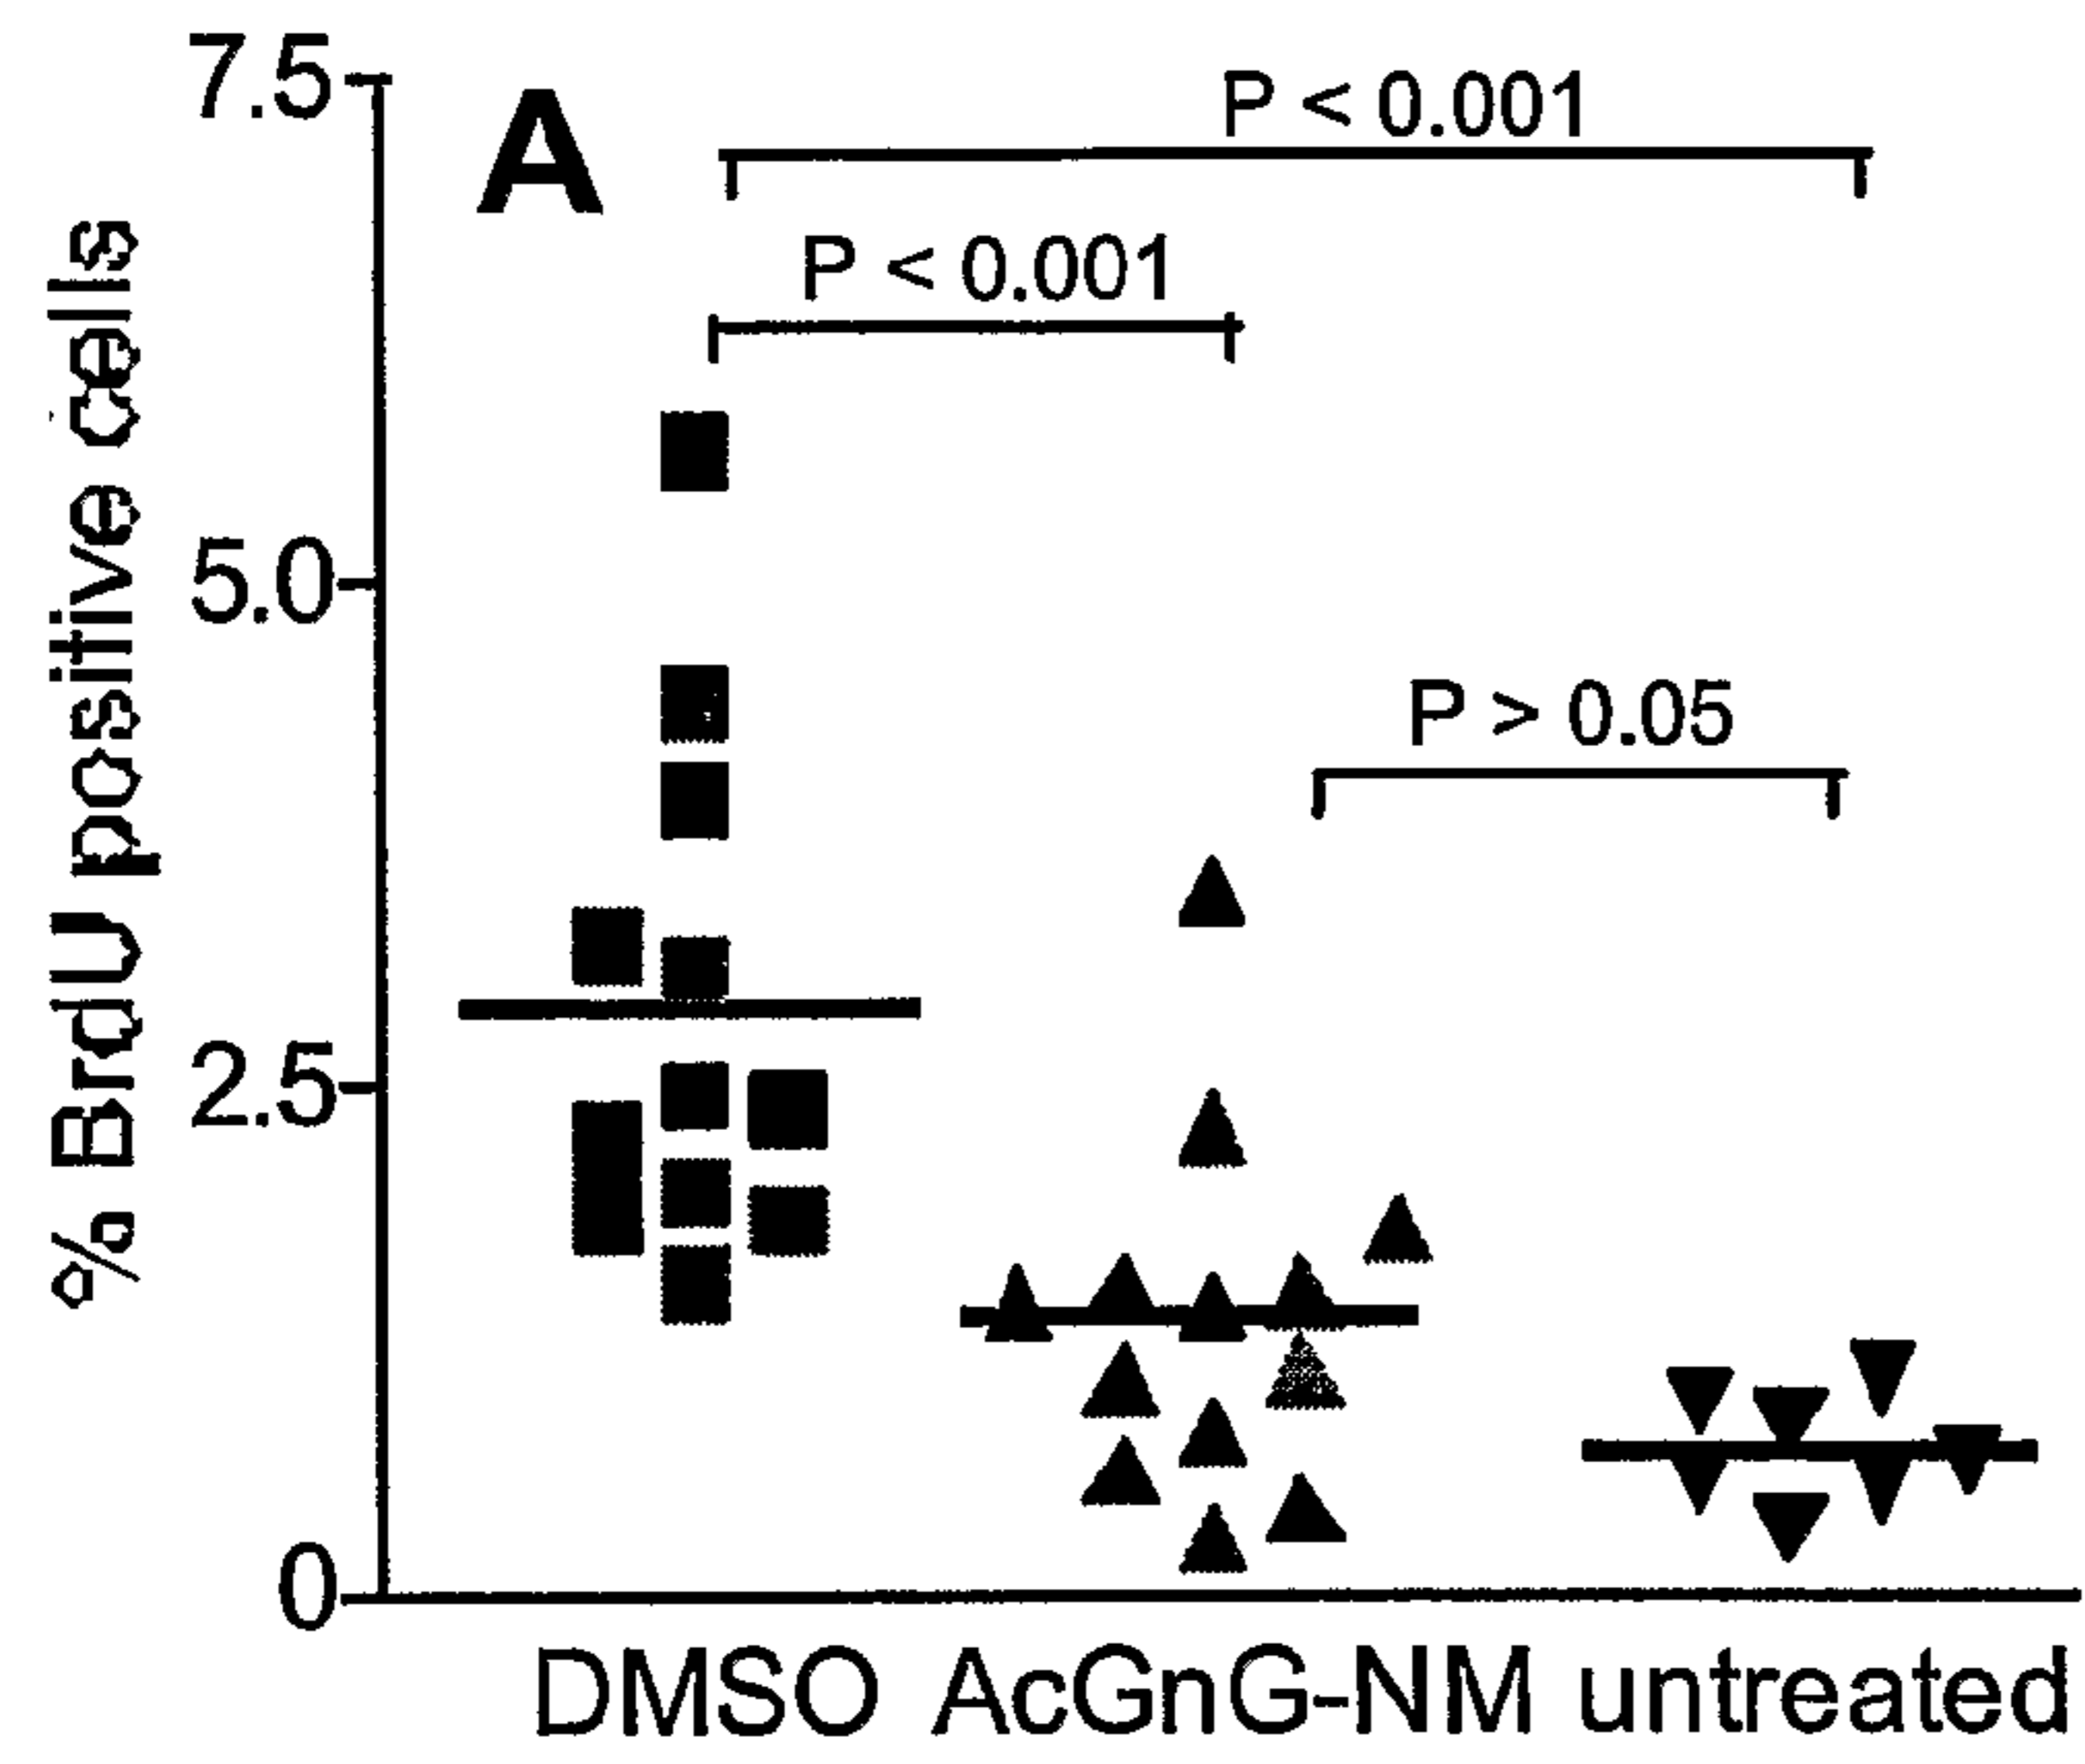 7.5
A
P < 0.001
P < 0.001
% BrdU positive cells
5.0
P > 0.05
2.5
0
DMSO AcGnG-NM untreated